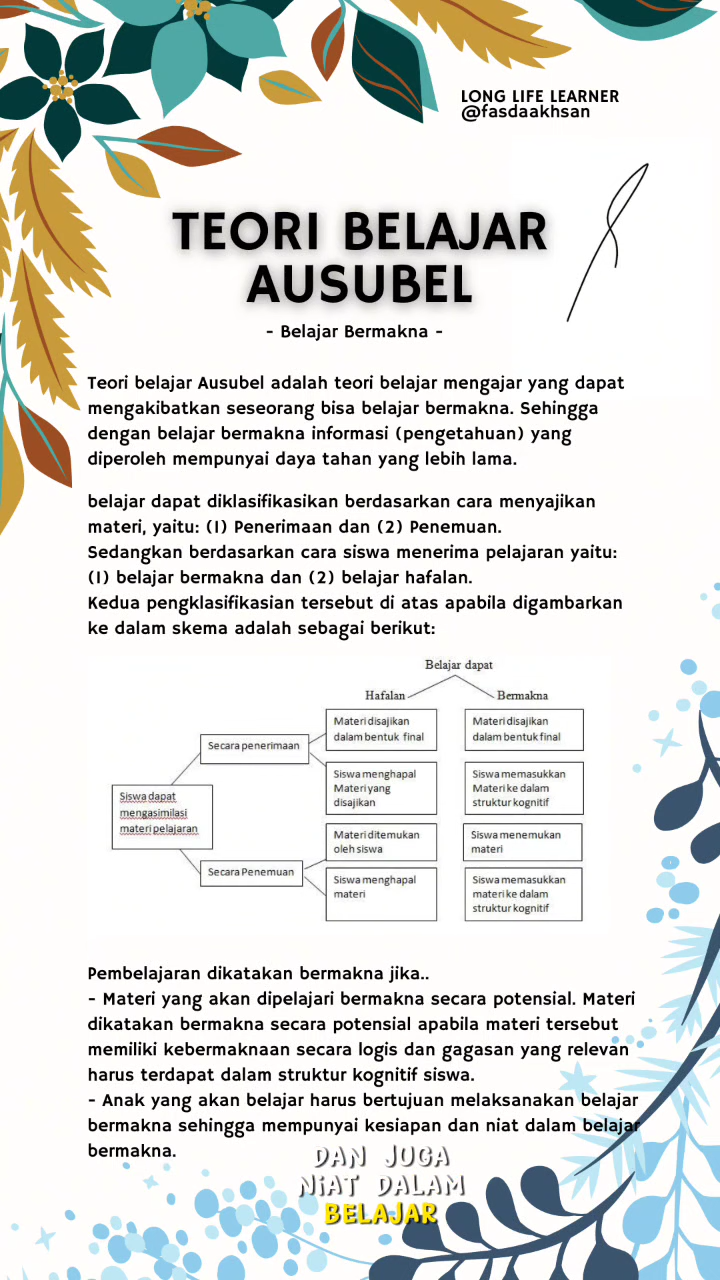 LONG LIFE LEARNER
@fasdaakhsan
TEORI BELAJAR
AUSUBEL
- Belajar Bermakna -
Teori belajar Ausubel adalah teori belajar mengajar yang dapat
mengakibatkan seseorang bisa belajar bermakna. Sehingga
dengan belajar bermakna informasi (pengetahuan) yang
diperoleh mempunyai daya tahan yang lebih lama.
belajar dapat diklasifikasikan berdasarkan cara menyajikan
materi, yaitu: (1) Penerimaan dan (2) Penemuan.
Sedangkan berdasarkan cara siswa menerima pelajaran yaitu:
(1) belajar bermakna dan (2) belajar hafalan.
Kedua pengklasifikasian tersebut di atas apabila digambarkan
ke dalam skema adalah sebagai berikut:
Belajar dapat
Hafalan
Bermakna
Siswa dapat
mengasimilasi
materi pelajaran
Secara penerimaan
Materi disajikan
dalam bentuk final
Materi disajikan
dalam bentuk final
Siswa menghapal
Materi yang
disajikan
Siswa memasukkan
Materi ke dalam
struktur kognitif
Secara Penemuan
Materi ditemukan
oleh siswa
Siswa menemukan
materi
Siswa menghapal
materi
Siswa memasukkan
materi ke dalam
struktur kognitif
Pembelajaran dikatakan bermakna jika..
- Materi yang akan dipelajari bermakna secara potensial. Materi
dikatakan bermakna secara potensial apabila materi tersebut
memiliki kebermaknaan secara logis dan gagasan yang relevan
harus terdapat dalam struktur kognitif siswa.
- Anak yang akan belajar harus bertujuan melaksanakan belajar
bermakna sehingga mempunyai kesiapan dan niat dalam belajar
bermakna.
DAN JUGA
NiAT DALAM
BELAJAR